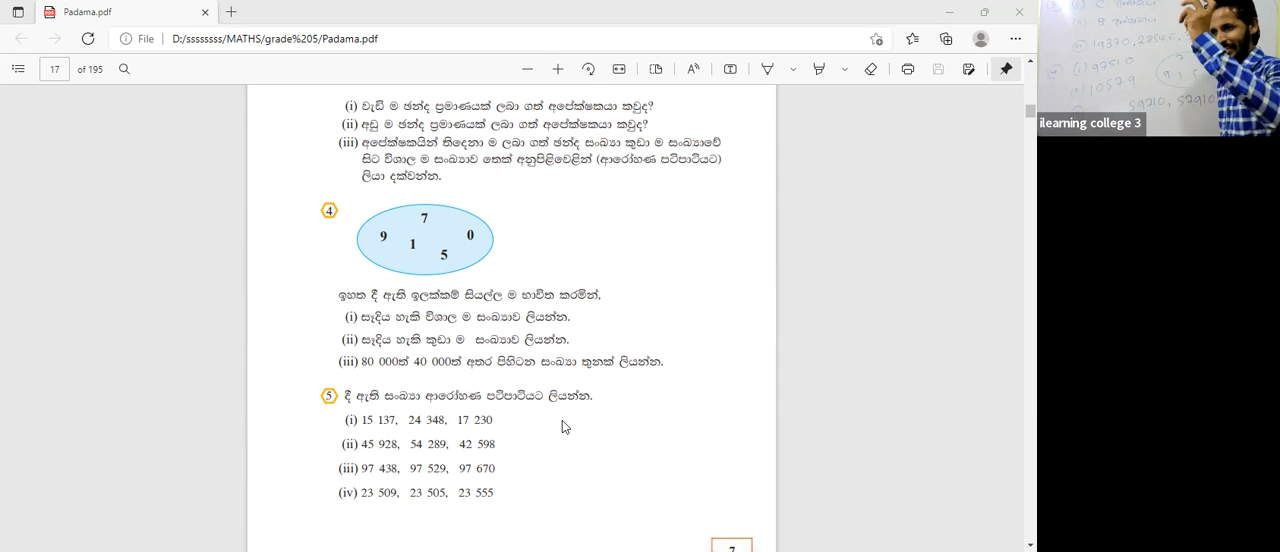 Padama.pdf
File D:/ssssssss/MATHS/grade%205/Padama.pdf
17 of 195
(i) වැඩි ම ඡන්ද ප්‍රමාණයක් ලබා ගත් අපේක්ෂකයා කවුද?
(ii) අඩු ම ඡන්ද ප්‍රමාණයක් ලබා ගත් අපේක්ෂකයා කවුද?
(iii) අපේක්ෂකයින් තිදෙනා ම ලබා ගත් ඡන්ද සංඛ්‍යා කුඩා ම සංඛ්‍යාවේ
සිට විශාල ම සංඛ්‍යාව තෙක් අනුපිළිවෙළින් (ආරෝහණ පටිපාටියට)
ලියා දක්වන්න.
4
7
9 1 5 0
ඉහත දී ඇති ඉලක්කම් සියල්ල ම භාවිත කරමින්,
(i) සෑදිය හැකි විශාල ම සංඛ්‍යාව ලියන්න.
(ii) සෑදිය හැකි කුඩා ම සංඛ්‍යාව ලියන්න.
(iii) 80 000ත් 40 000ත් අතර පිහිටන සංඛ්‍යා තුනක් ලියන්න.
5 දී ඇති සංඛ්‍යා ආරෝහණ පටිපාටියට ලියන්න.
(i) 15 137, 24 348, 17 230
(ii) 45 928, 54 289, 42 598
(iii) 97 438, 97 529, 97 670
(iv) 23 509, 23 505, 23 555
7
(i) 97510
10579
59710, 57910
ilearning college 3